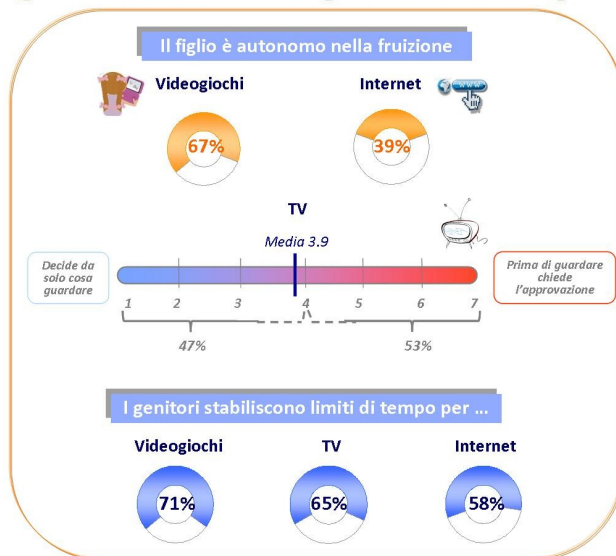 Il figlio è autonomo nella fruizione
Videogiochi
Internet
www
67%
39%
TV
Media 3.9
Decide da
solo cosa
guardare
Prima di guardare
chiede
l'approvazione
1 2 3 4 5 6 7
47%
53%
I genitori stabiliscono limiti di tempo per ...
Videogiochi
TV
Internet
71%
65%
58%